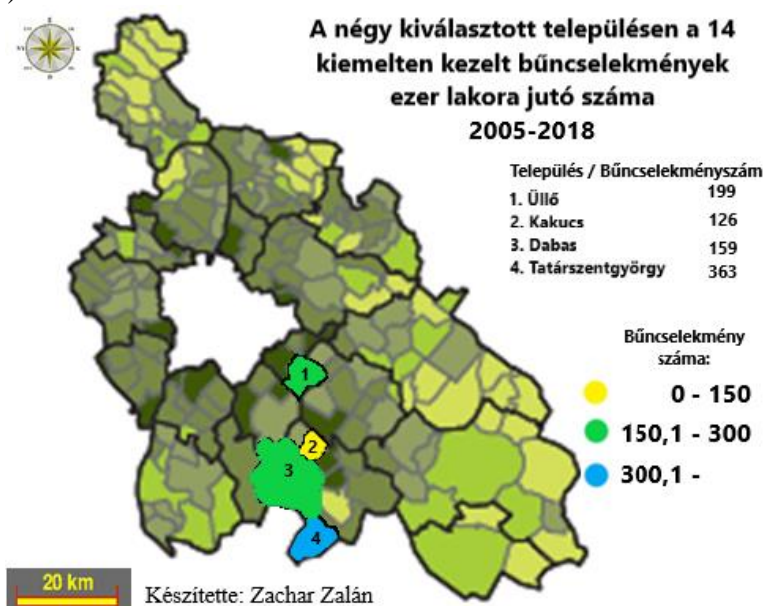 A négy kiválasztott településen a 14
kiemelten kezelt bűncselekmények
ezer lakora jutó száma
2005-2018
Település / Bűncselekményszám
1. Üllő 199
2. Kakucs 126
3. Dabas 159
4. Tatárszentgyörgy 363
Bűncselekmény
száma:
0 - 150
150,1 - 300
300,1 -
1
2
3
4
20 km
Készítette: Zachar Zalán